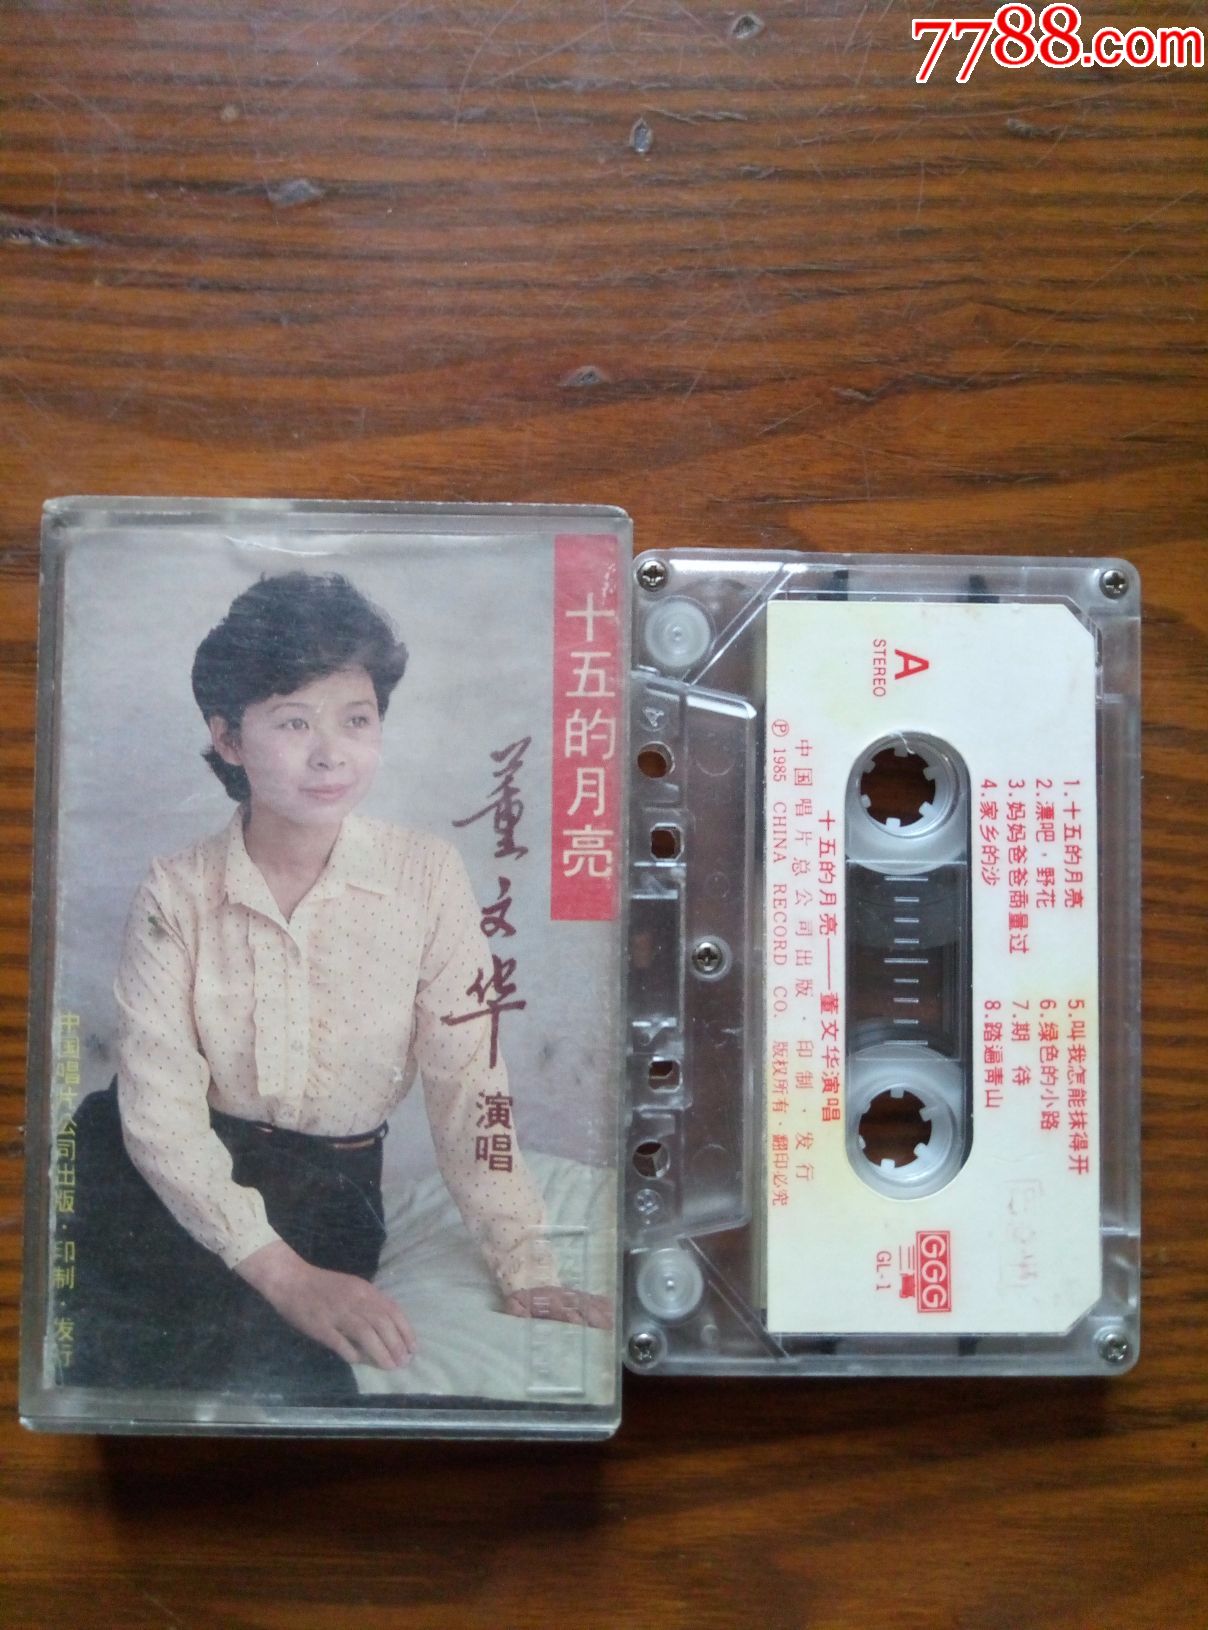 7788.com
十五的月亮
董文华
演唱
中国唱片公司出版·印制·发行
A
STEREO
1.十五的月亮
2.漂吧,野花
3.妈妈爸爸商量过
4.家乡的沙
5.叫我怎能抹得开
6.绿色的小路
7.期 待
8.踏遍青山
十五的月亮——董文华演唱
中国唱片总公司出版·印制·发行
Ⓟ 1985 CHINA RECORD CO. 版权所有·翻印必究
GGG
GL-1